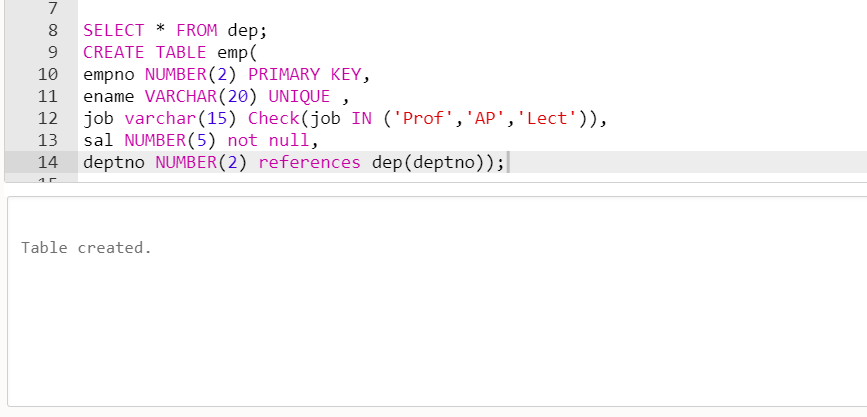 7
8 SELECT * FROM dep;
9 CREATE TABLE emp(
10 empno NUMBER(2) PRIMARY KEY,
11 ename VARCHAR(20) UNIQUE ,
12 job varchar(15) Check(job IN ('Prof','AP','Lect')),
13 sal NUMBER(5) not null,
14 deptno NUMBER(2) references dep(deptno));
Table created.